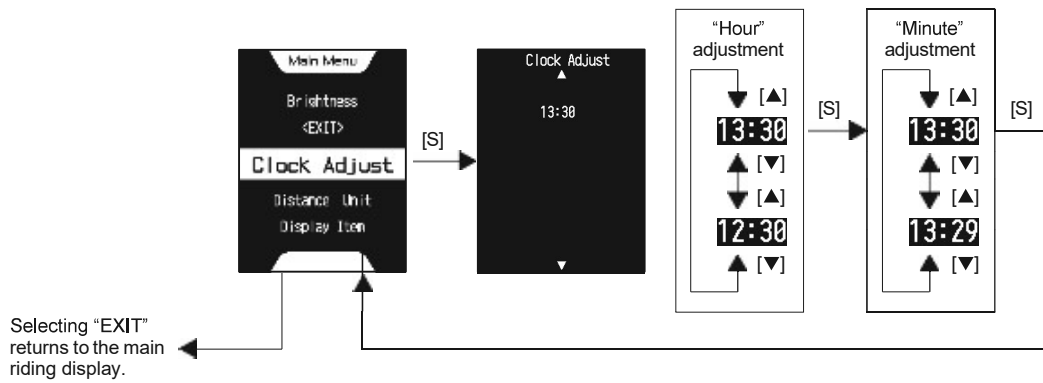 Main Menu
Brightness
<EXIT>
Clock Adjust
Distance Unit
Display Item
[S]
Clock Adjust
▲
13:30
▼
“Hour”
adjustment
[▲]
13:30
[▼]
[▲]
12:30
[▼]
[S]
“Minute”
adjustment
[▲]
13:30
[▼]
[▲]
13:29
[▼]
[S]
Selecting “EXIT”
returns to the main
riding display.